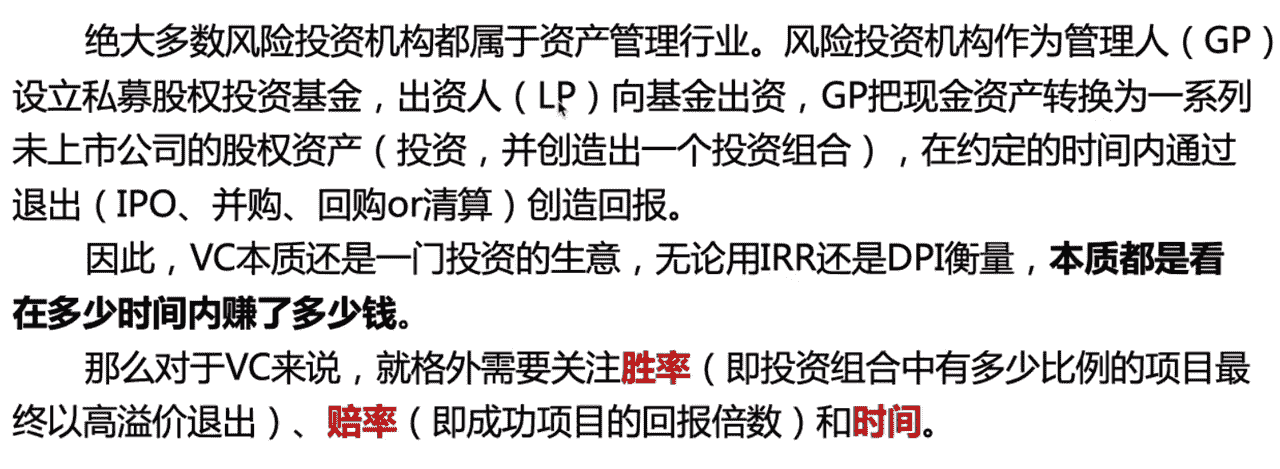 绝大多数风险投资机构都属于资产管理行业。风险投资机构作为管理人（GP）
设立私募股权投资基金，出资人（LP）向基金出资，GP把现金资产转换为一系列
未上市公司的股权资产（投资，并创造出一个投资组合），在约定的时间内通过
退出（IPO、并购、回购or清算）创造回报。
因此，VC本质还是一门投资的生意，无论用IRR还是DPI衡量，本质都是看
在多少时间内赚了多少钱。
那么对于VC来说，就格外需要关注胜率（即投资组合中有多少比例的项目最
终以高溢价退出）、赔率（即成功项目的回报倍数）和时间。